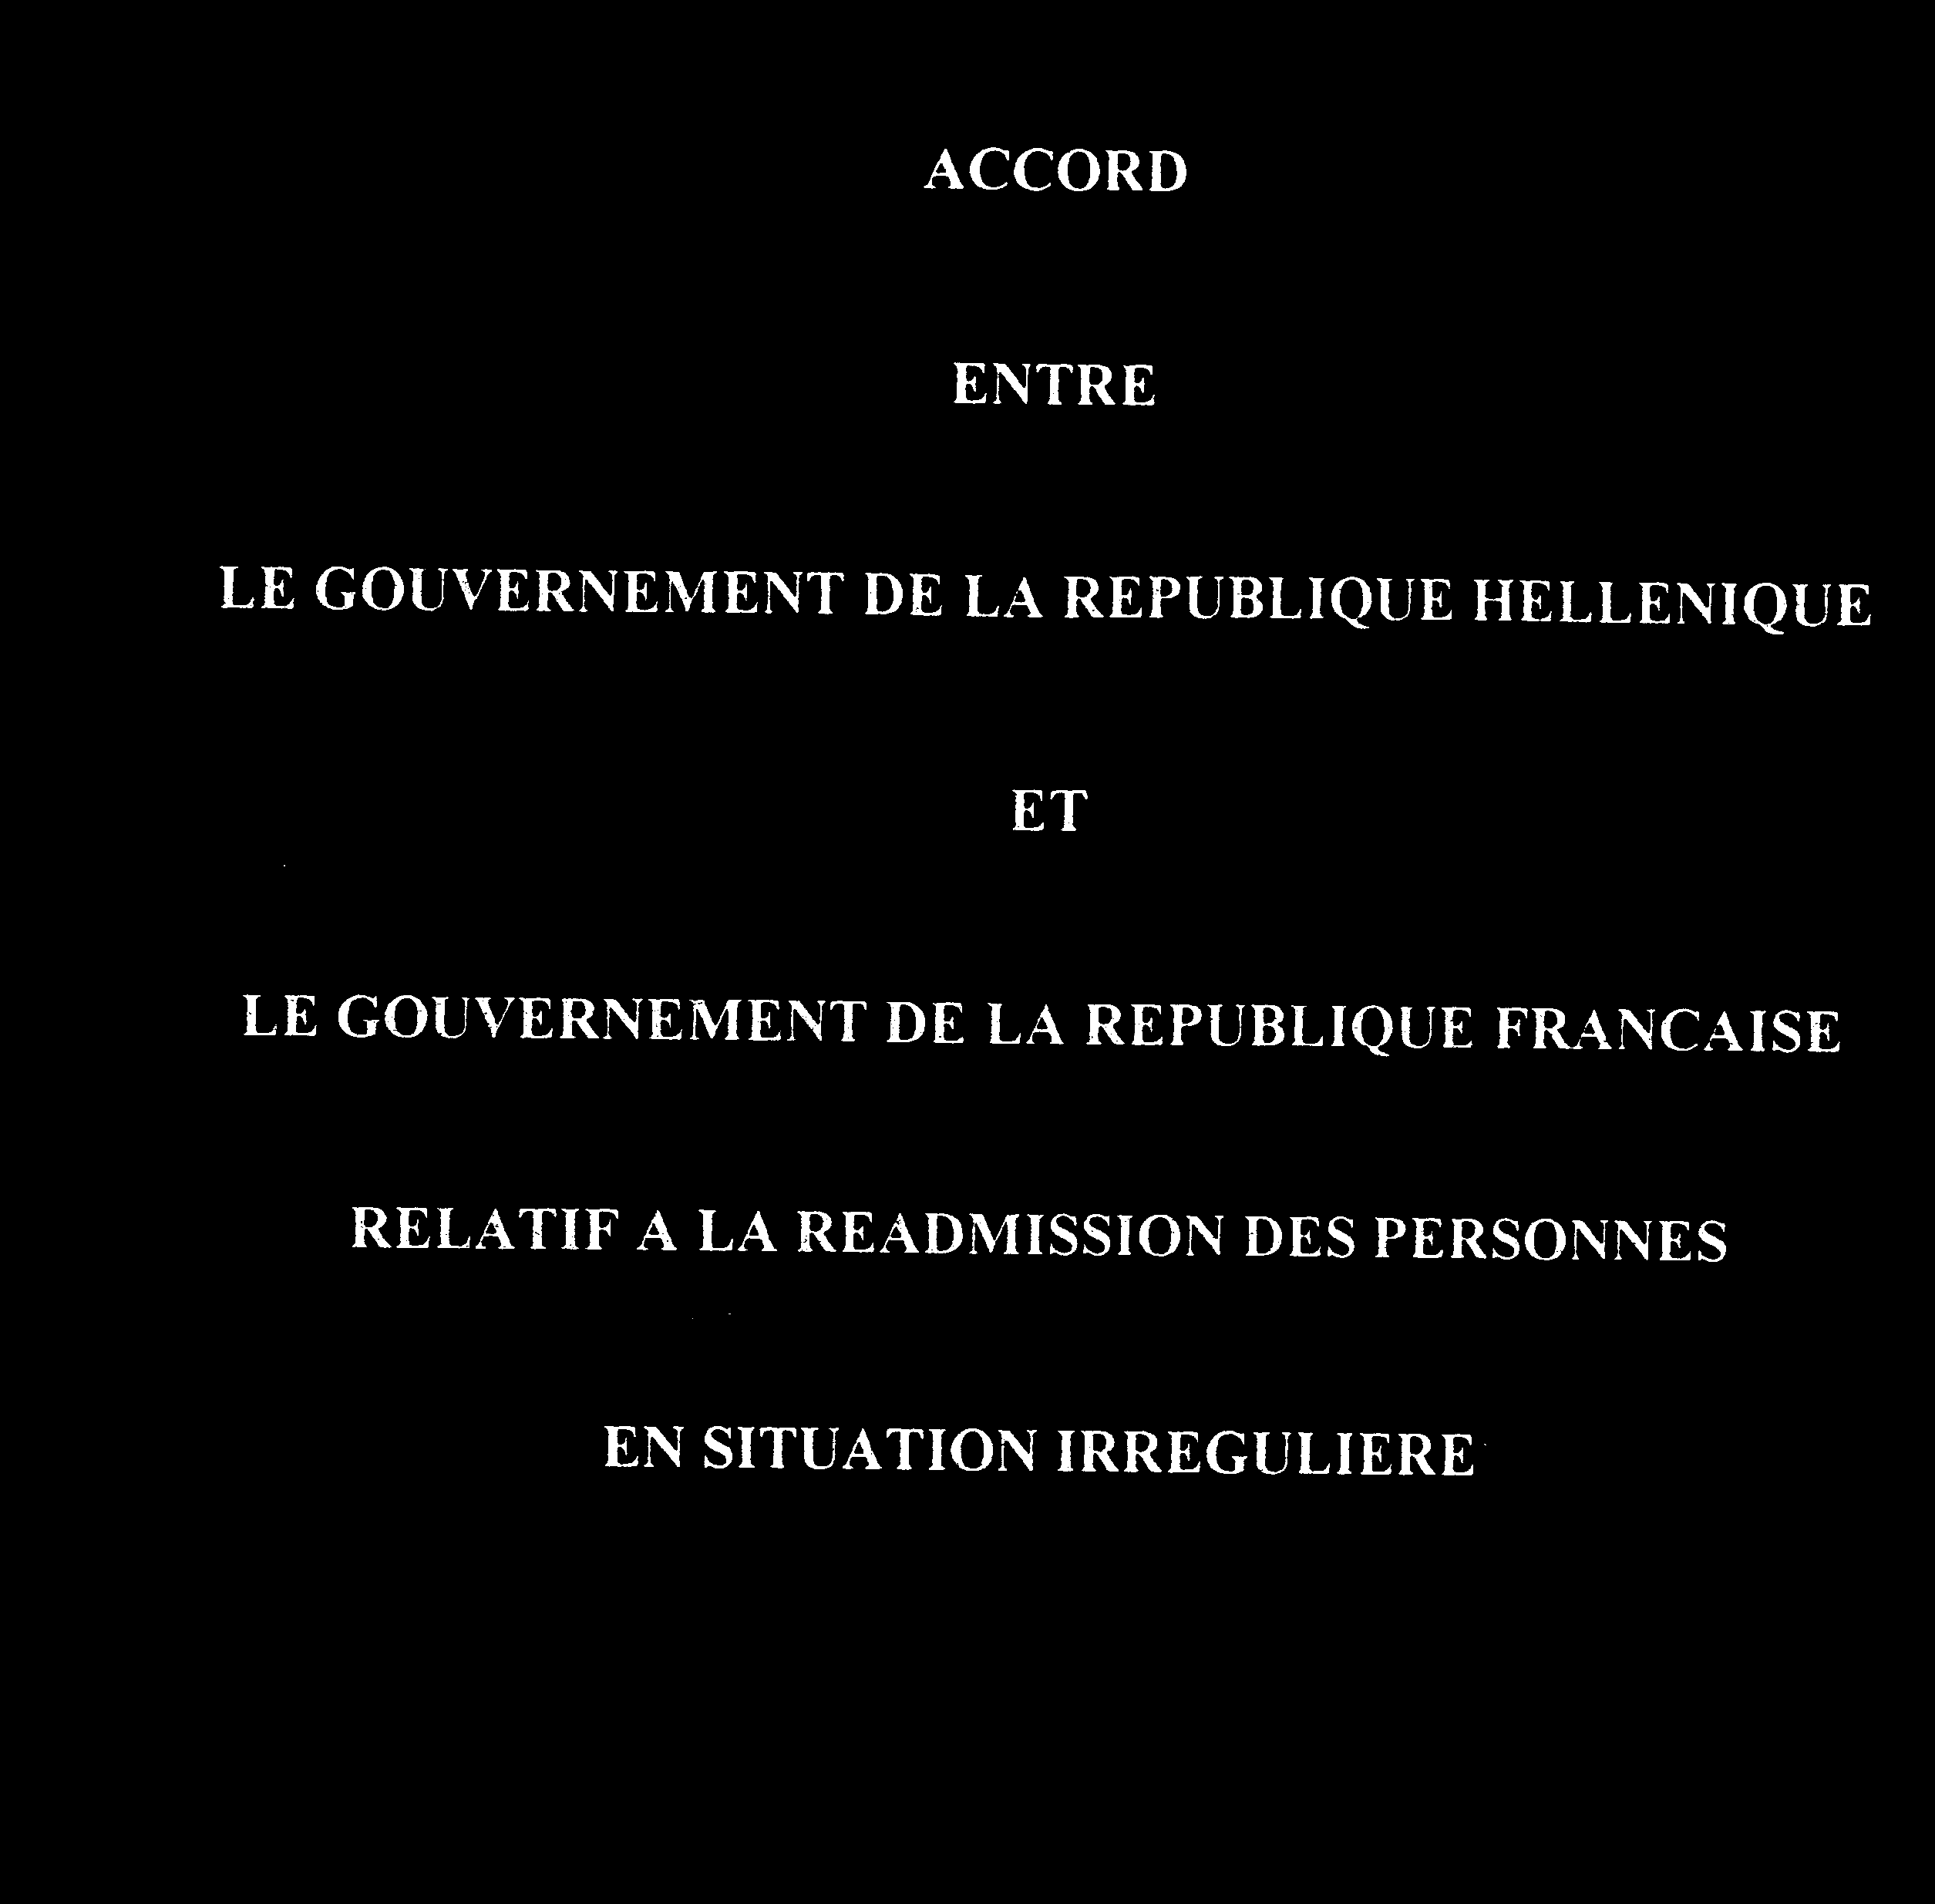 ACCORD
ENTRE
LE GOUVERNEMENT DE LA REPUBLIQUE HELLENIQUE
ET
LE GOUVERNEMENT DE LA REPUBLIQUE FRANCAISE
RELATIF A LA READMISSION DES PERSONNES
EN SITUATION IRREGULIERE